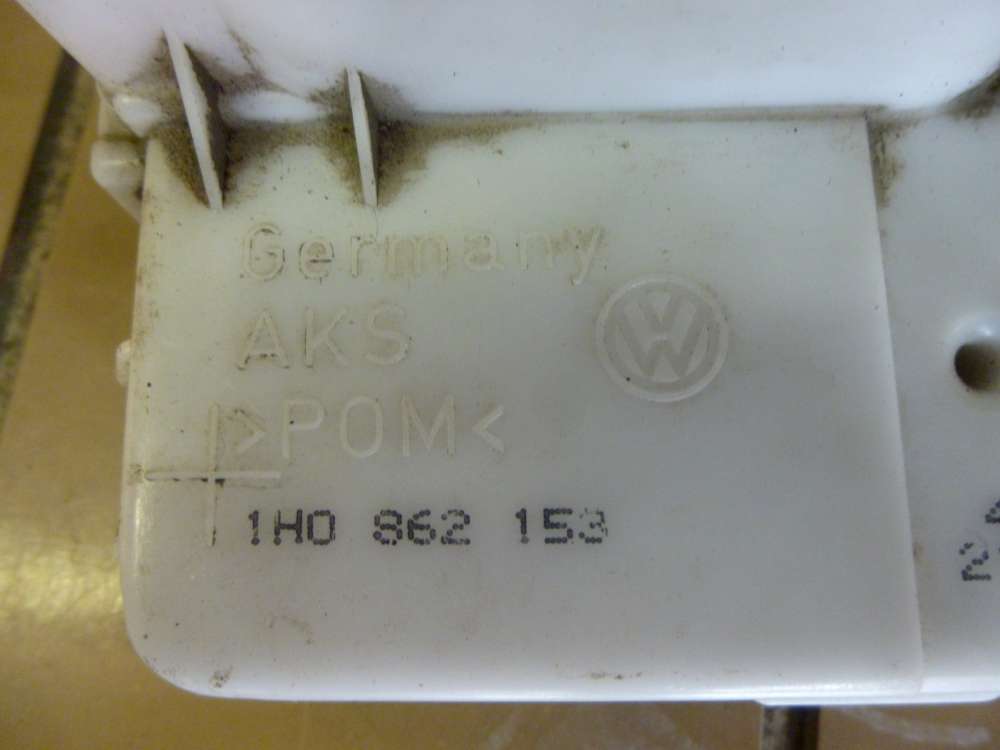 Germany
AKS
>POM<
1H0 862 153